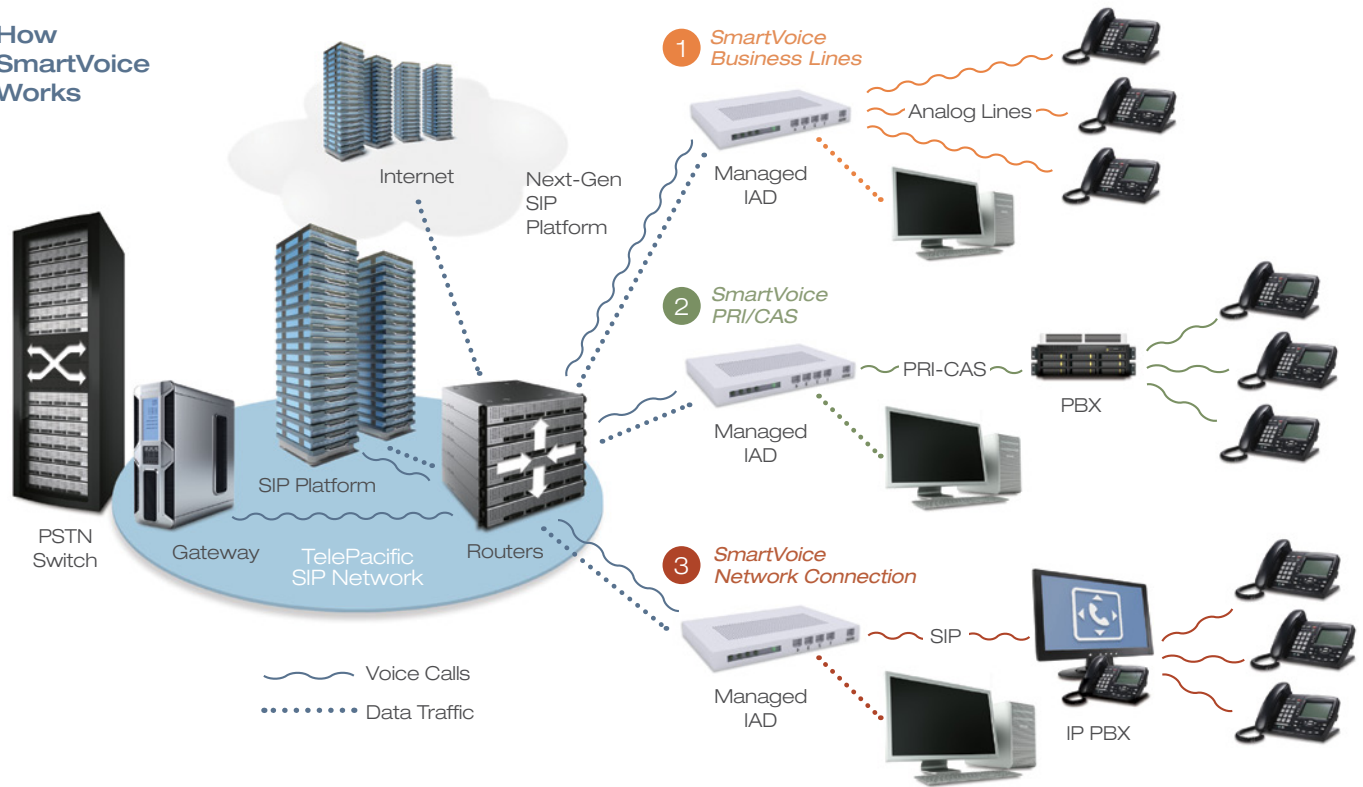 How
SmartVoice
Works
Internet
Next-Gen
SIP
Platform
PSTN
Switch
Gateway
SIP Platform
TelePacific
SIP Network
Routers
Voice Calls
Data Traffic
1
SmartVoice
Business Lines
Managed
IAD
Analog Lines
2
SmartVoice
PRI/CAS
Managed
IAD
PRI-CAS
PBX
3
SmartVoice
Network Connection
Managed
IAD
SIP
IP PBX